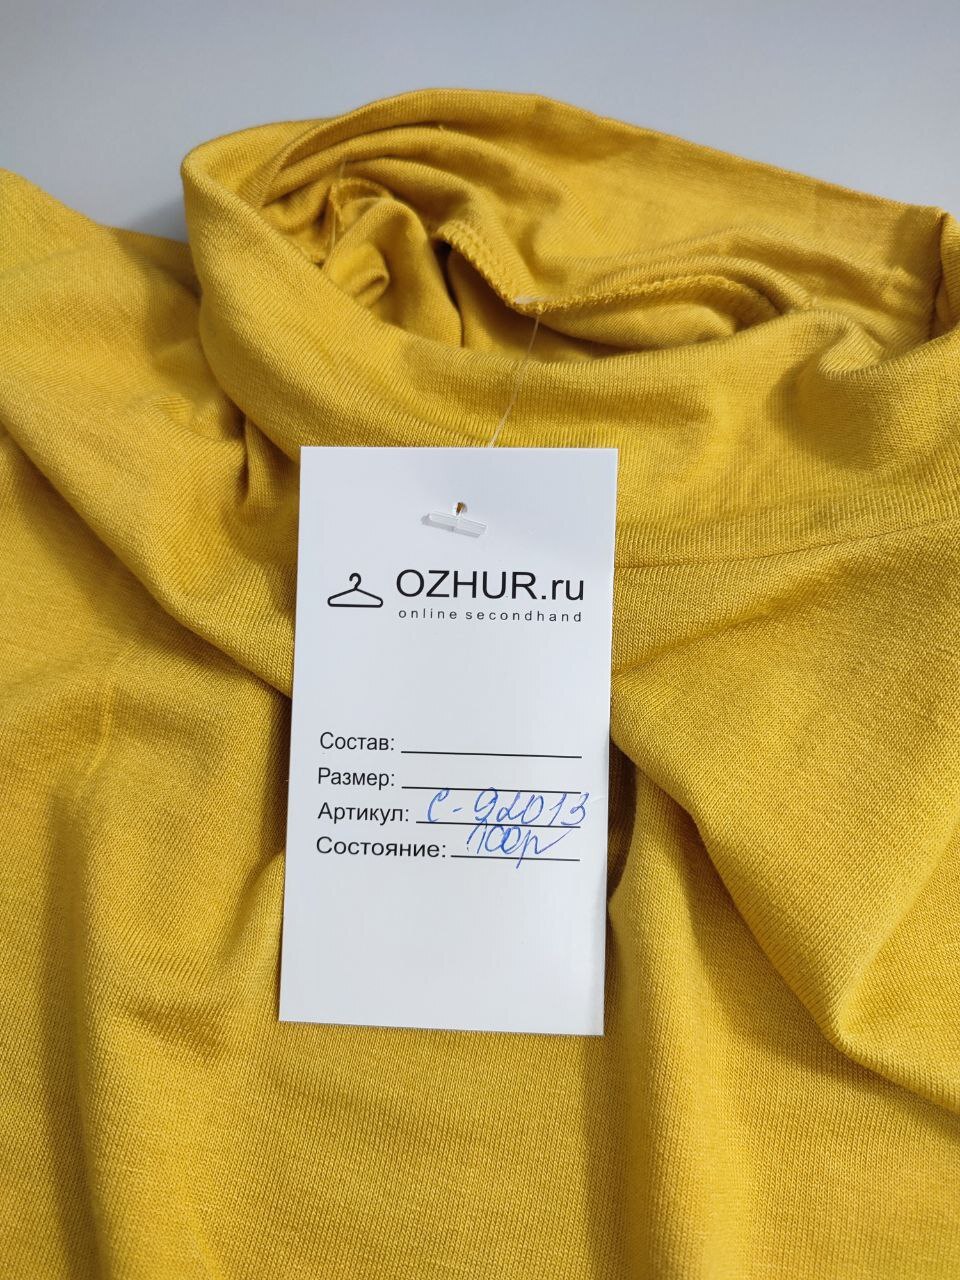 OZHUR.ru
online secondhand
Состав:
Размер:
Артикул: С-92013
Состояние: 100р